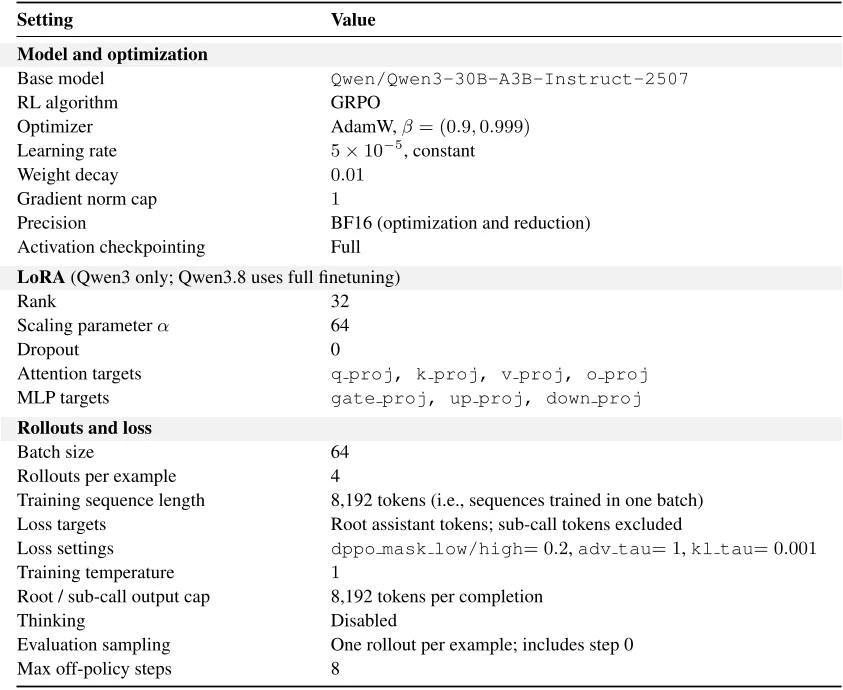 Setting Value
Model and optimization
Base model Qwen/Qwen3-30B-A3B-Instruct-2507
RL algorithm GRPO
Optimizer AdamW, β = (0.9, 0.999)
Learning rate 5 × 10⁻⁵, constant
Weight decay 0.01
Gradient norm cap 1
Precision BF16 (optimization and reduction)
Activation checkpointing Full
LoRA (Qwen3 only; Qwen3.8 uses full finetuning)
Rank 32
Scaling parameter α 64
Dropout 0
Attention targets q_proj, k_proj, v_proj, o_proj
MLP targets gate_proj, up_proj, down_proj
Rollouts and loss
Batch size 64
Rollouts per example 4
Training sequence length 8,192 tokens (i.e., sequences trained in one batch)
Loss targets Root assistant tokens; sub-call tokens excluded
Loss settings dppo_mask_low/high= 0.2, adv_tau= 1, kl_tau= 0.001
Training temperature 1
Root / sub-call output cap 8,192 tokens per completion
Thinking Disabled
Evaluation sampling One rollout per example; includes step 0
Max off-policy steps 8